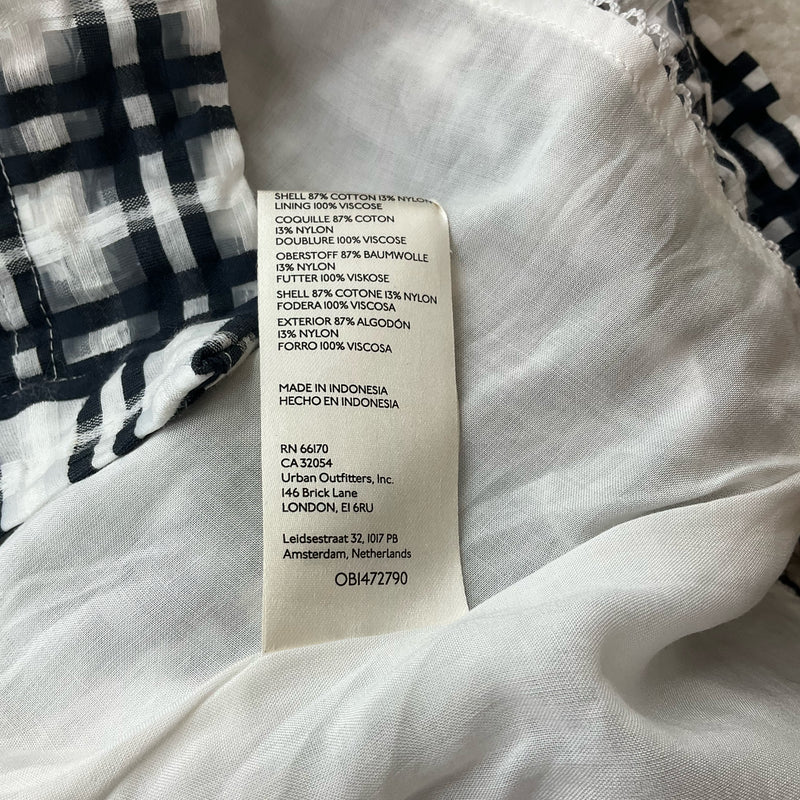 SHELL 87% COTTON 13% NYLON
LINING 100% VISCOSE
COQUILLE 87% COTON
13% NYLON
DOUBLURE 100% VISCOSE
OBERSTOFF 87% BAUMWOLLE
13% NYLON
FUTTER 100% VISKOSE
SHELL 87% COTONE 13% NYLON
FODERA 100% VISCOSA
EXTERIOR 87% ALGODÓN
13% NYLON
FORRO 100% VISCOSA
MADE IN INDONESIA
HECHO EN INDONESIA
RN 66170
CA 32054
Urban Outfitters, Inc.
146 Brick Lane
LONDON, E1 6RU
Leidsestraat 32, 1017 PB
Amsterdam, Netherlands
OB1472790